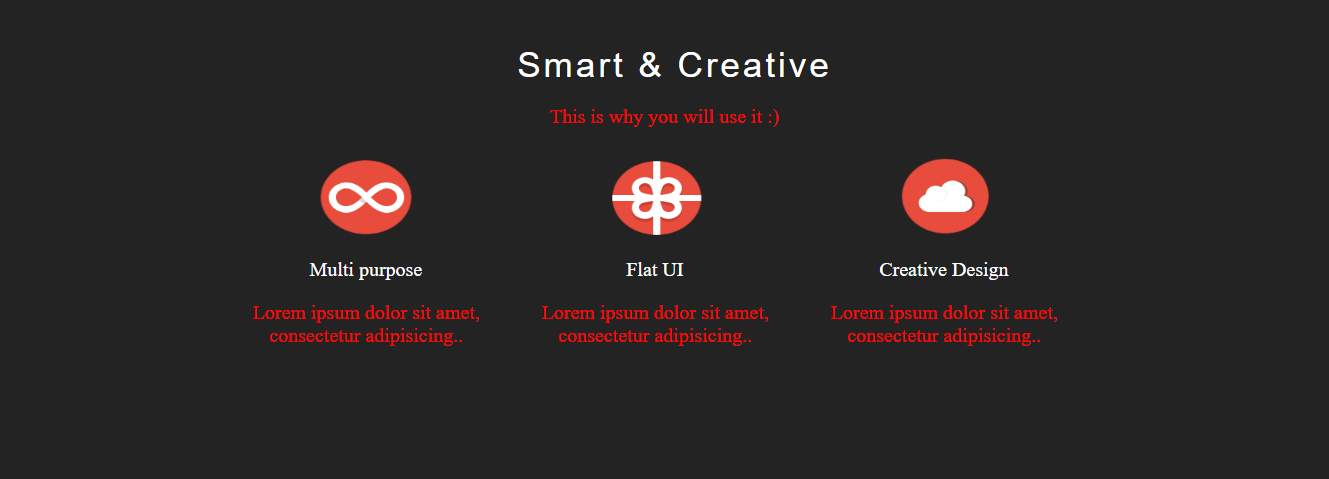 Smart & Creative
This is why you will use it :)
Multi purpose
Flat UI
Creative Design
Lorem ipsum dolor sit amet,
consectetur adipisicing..
Lorem ipsum dolor sit amet,
consectetur adipisicing..
Lorem ipsum dolor sit amet,
consectetur adipisicing..